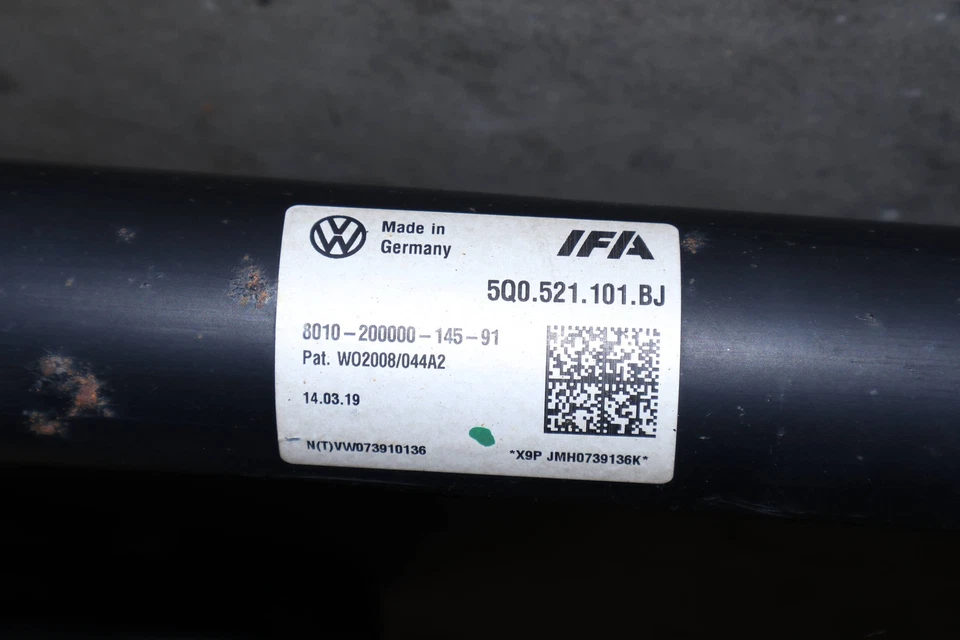 Made in
Germany
IFA
5Q0.521.101.BJ
8010-200000-145-91
Pat. WO2008/044A2
14.03.19
N(T)VW073910136
*X9P JMH0739136K*